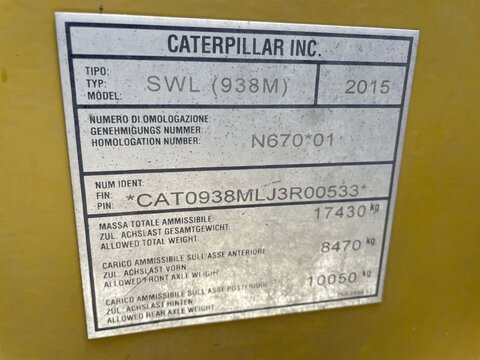 CATERPILLAR INC.
TIPO:
TYP:
MODEL:
SWL (938M)
2015
NUMERO DI OMOLOGAZIONE:
GENEHMIGUNGS NUMMER:
HOMOLOGATION NUMBER:
N670*01
NUM IDENT:
FIN:
PIN:
*CAT0938MLJ3R00533*
MASSA TOTALE AMMISSIBILE:
ZUL. ACHSLAST GESAMTGEWICHT:
ALLOWED TOTAL WEIGHT:
17430 kg
CARICO AMMISSIBILE SULL'ASSE ANTERIORE
ZUL. ACHSLAST VORN
ALLOWED FRONT AXLE WEIGHT:
8470 kg
CARICO AMMISSIBILE SULL'ASSE POSTERIORE
ZUL. ACHSLAST HINTEN
ALLOWED REAR AXLE WEIGHT:
10050 kg